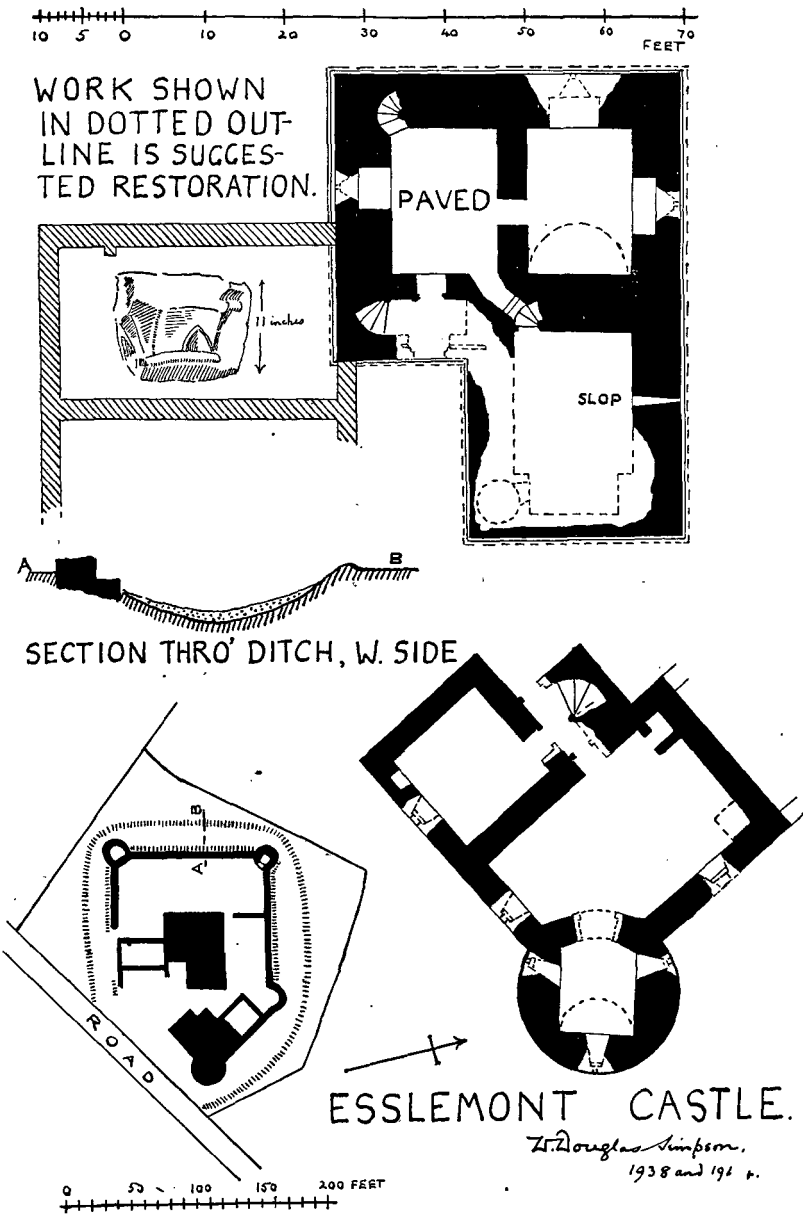 10 5 0 10 20 30 40 50 60 70
FEET
WORK SHOWN
IN DOTTED OUT-
LINE IS SUGGES-
TED RESTORATION.
PAVED
11 inches
SLOP
A B
SECTION THRO' DITCH, W. SIDE
B
A
ROAD
ESSLEMONT CASTLE.
W. Douglas Simpson.
1938 and
0 50 100 150 200 FEET